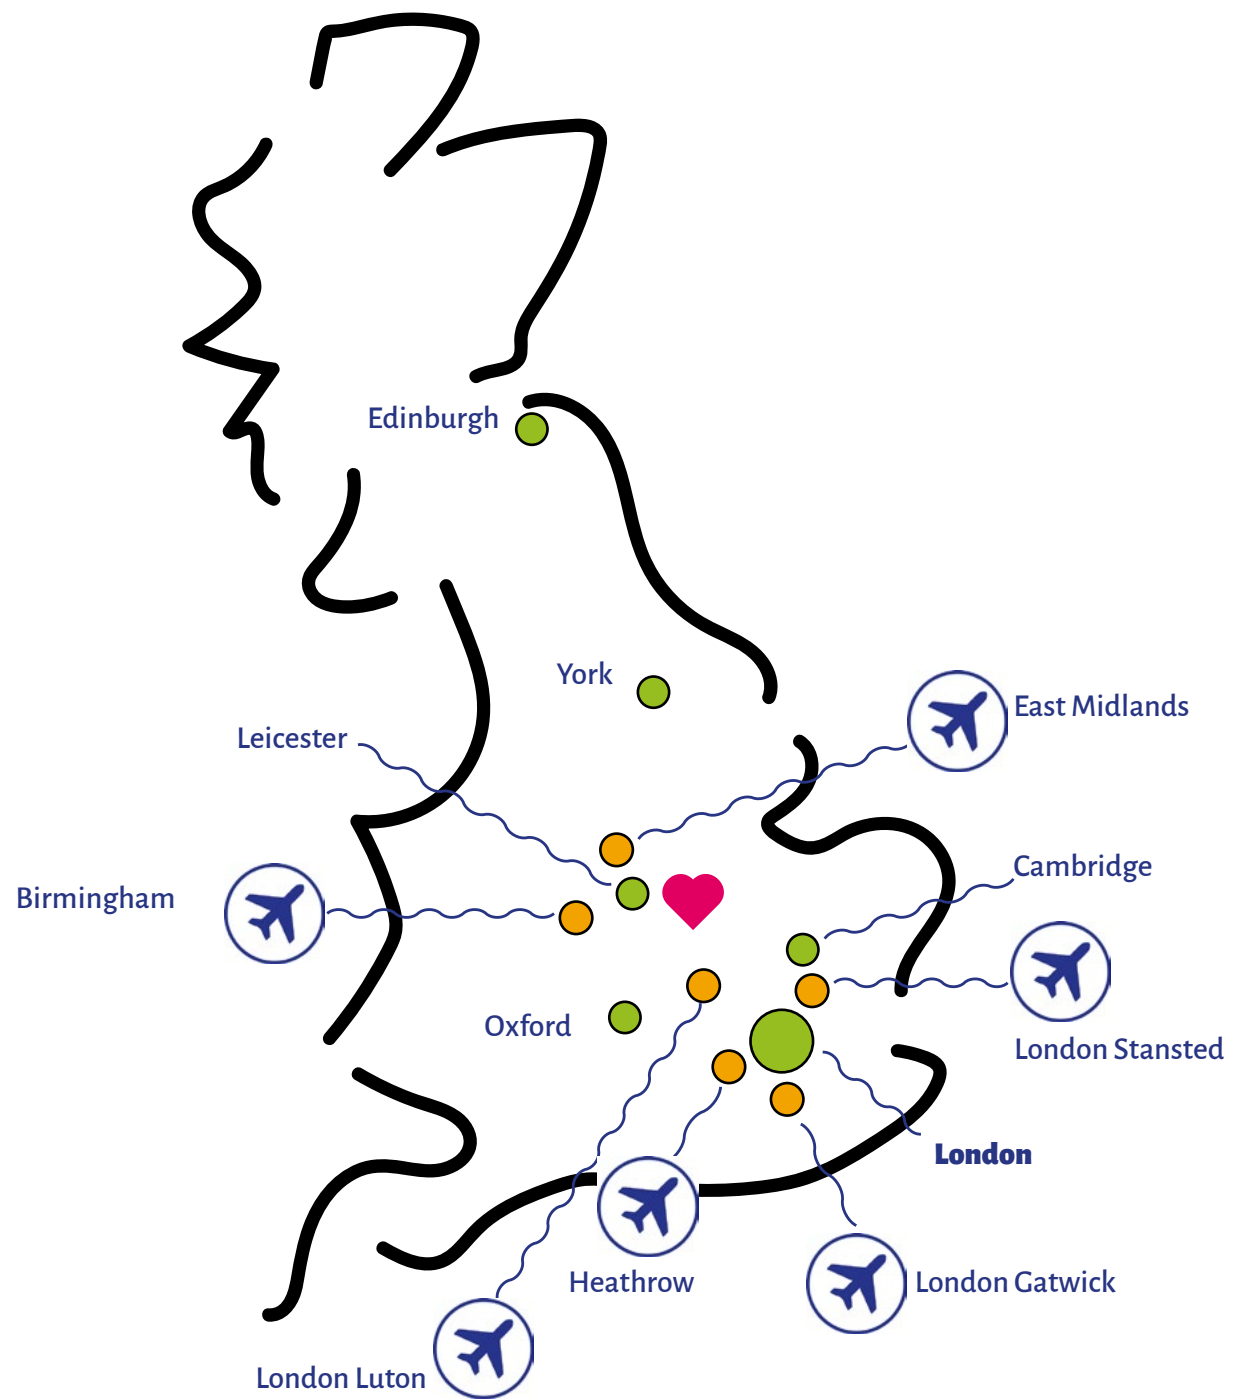 Edinburgh
York
East Midlands
Leicester
Cambridge
Birmingham
Oxford
London Stansted
London
Heathrow
London Gatwick
London Luton